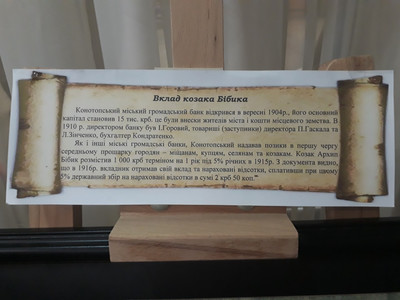 Вклад козака Бібика
Конотопський міський громадський банк відкрився в вересні 1904р., його основний
капітал становив 15 тис. крб. це були внески жителів міста і кошти місцевого земства. В
1910 р. директором банку був І.Горовий, товариші (заступники) директора П.Гаскала та
Л.Зінченко, бухгалтер Кондратенко.
Як і інші міські громадські банки, Конотопський надавав позики в першу чергу
середньому прошарку городян – міщанам, купцям, селянам та козакам. Козак Архип
Бібик розмістив 1 000 крб терміном на 1 рік під 5% річних в 1915р. З документа видно,
що в 1916р. вкладник отримав свій вклад та нараховані відсотки, сплативши при цьому
5% державний збір на нараховані відсотки в сумі 2 крб 50 коп.